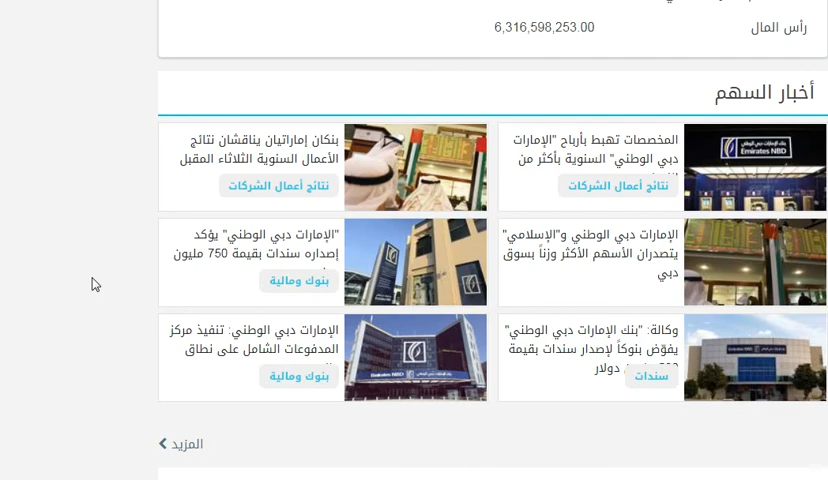 رأس المال 6,316,598,253.00
أخبار السهم
المخصصات تهبط بأرباح "الإمارات
دبي الوطني" السنوية بأكثر من
نتائج أعمال الشركات
بنكان إماراتيان يناقشان نتائج
الأعمال السنوية الثلاثاء المقبل
نتائج أعمال الشركات
الإمارات دبي الوطني و"الإسلامي"
يتصدران الأسهم الأكثر وزناً بسوق
دبي
"الإمارات دبي الوطني" يؤكد
إصداره سندات بقيمة 750 مليون
بنوك ومالية
وكالة: "بنك الإمارات دبي الوطني"
يفوّض بنوكاً لإصدار سندات بقيمة
دولار
سندات
الإمارات دبي الوطني: تنفيذ مركز
المدفوعات الشامل على نطاق
بنوك ومالية
المزيد
Emirates NBD